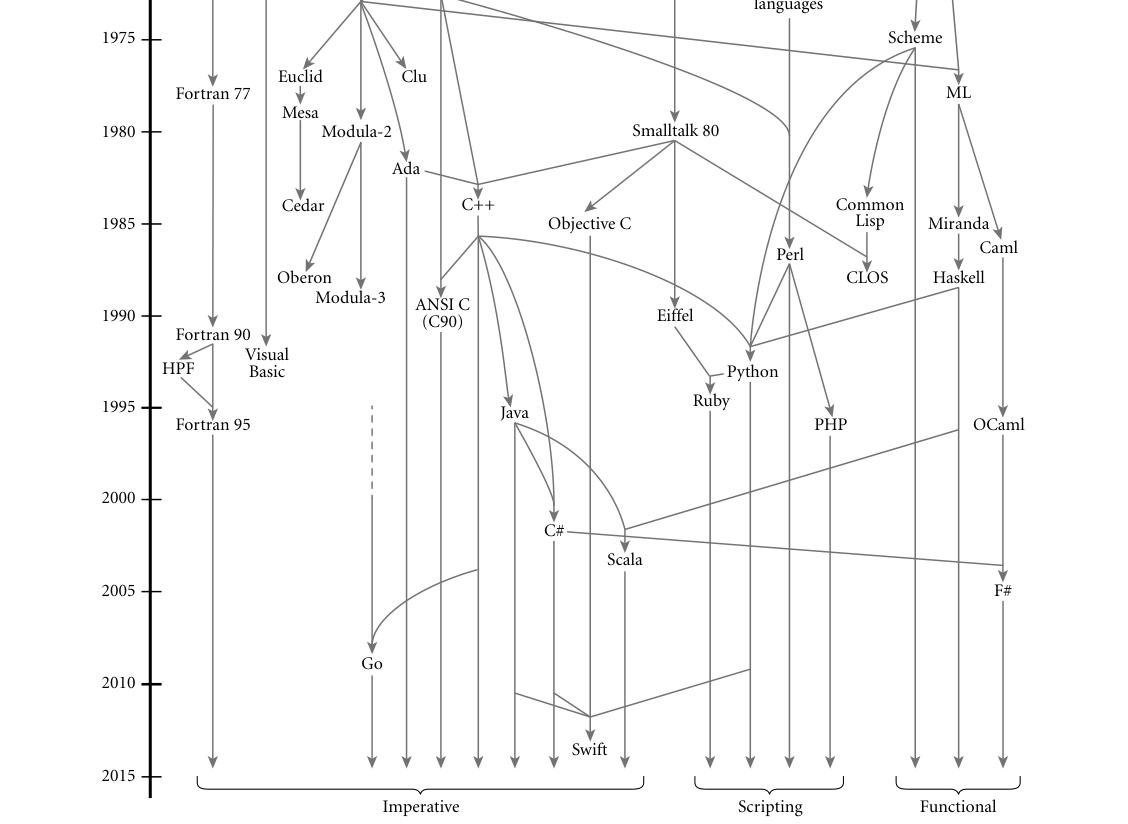 languages
1975
Scheme
Euclid
Clu
Fortran 77
ML
Mesa
1980
Modula-2
Smalltalk 80
Ada
Cedar
C++
Common
Lisp
1985
Objective C
Miranda
Caml
Perl
Oberon
CLOS
Haskell
Modula-3
ANSI C
(C90)
1990
Eiffel
Fortran 90
Visual
Basic
HPF
Python
Ruby
1995
Java
Fortran 95
PHP
OCaml
2000
C#
Scala
2005
F#
Go
2010
Swift
2015
Imperative
Scripting
Functional